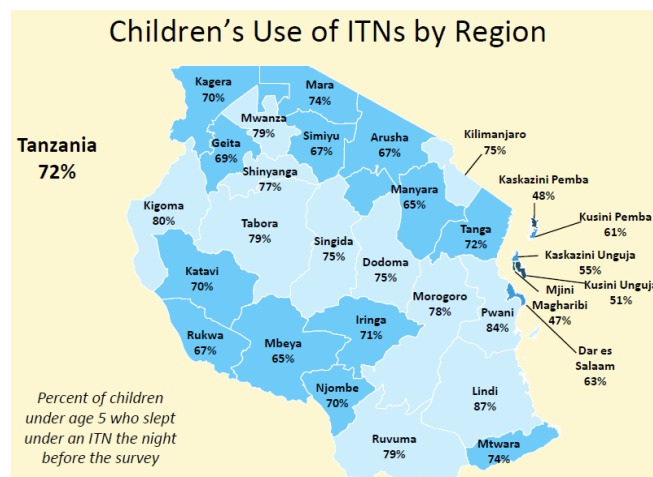 Children's Use of ITNs by Region
Tanzania
72%
Kagera
70%
Mara
74%
Mwanza
79%
Geita
69%
Simiyu
67%
Arusha
67%
Kilimanjaro
75%
Shinyanga
77%
Kaskazini Pemba
48%
Kigoma
80%
Manyara
65%
Kusini Pemba
61%
Tabora
79%
Singida
75%
Tanga
72%
Dodoma
75%
Kaskazini Unguja
55%
Katavi
70%
Kusini Unguja
51%
Mjini
Magharibi
47%
Morogoro
78%
Pwani
84%
Rukwa
67%
Mbeya
65%
Iringa
71%
Dar es
Salaam
63%
Njombe
70%
Lindi
87%
Ruvuma
79%
Mtwara
74%
Percent of children
under age 5 who slept
under an ITN the night
before the survey